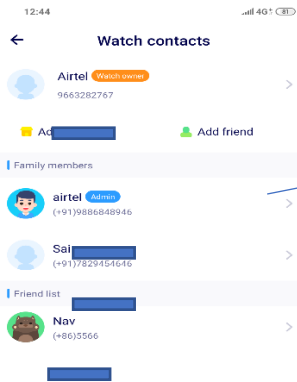 12:44 4G+ 81
Watch contacts
Airtel Watch owner
9663282767
Add friend
Family members
airtel Admin
(+91)9886848946
Sai
(+91)7829454646
Friend list
Nav
(+86)5566